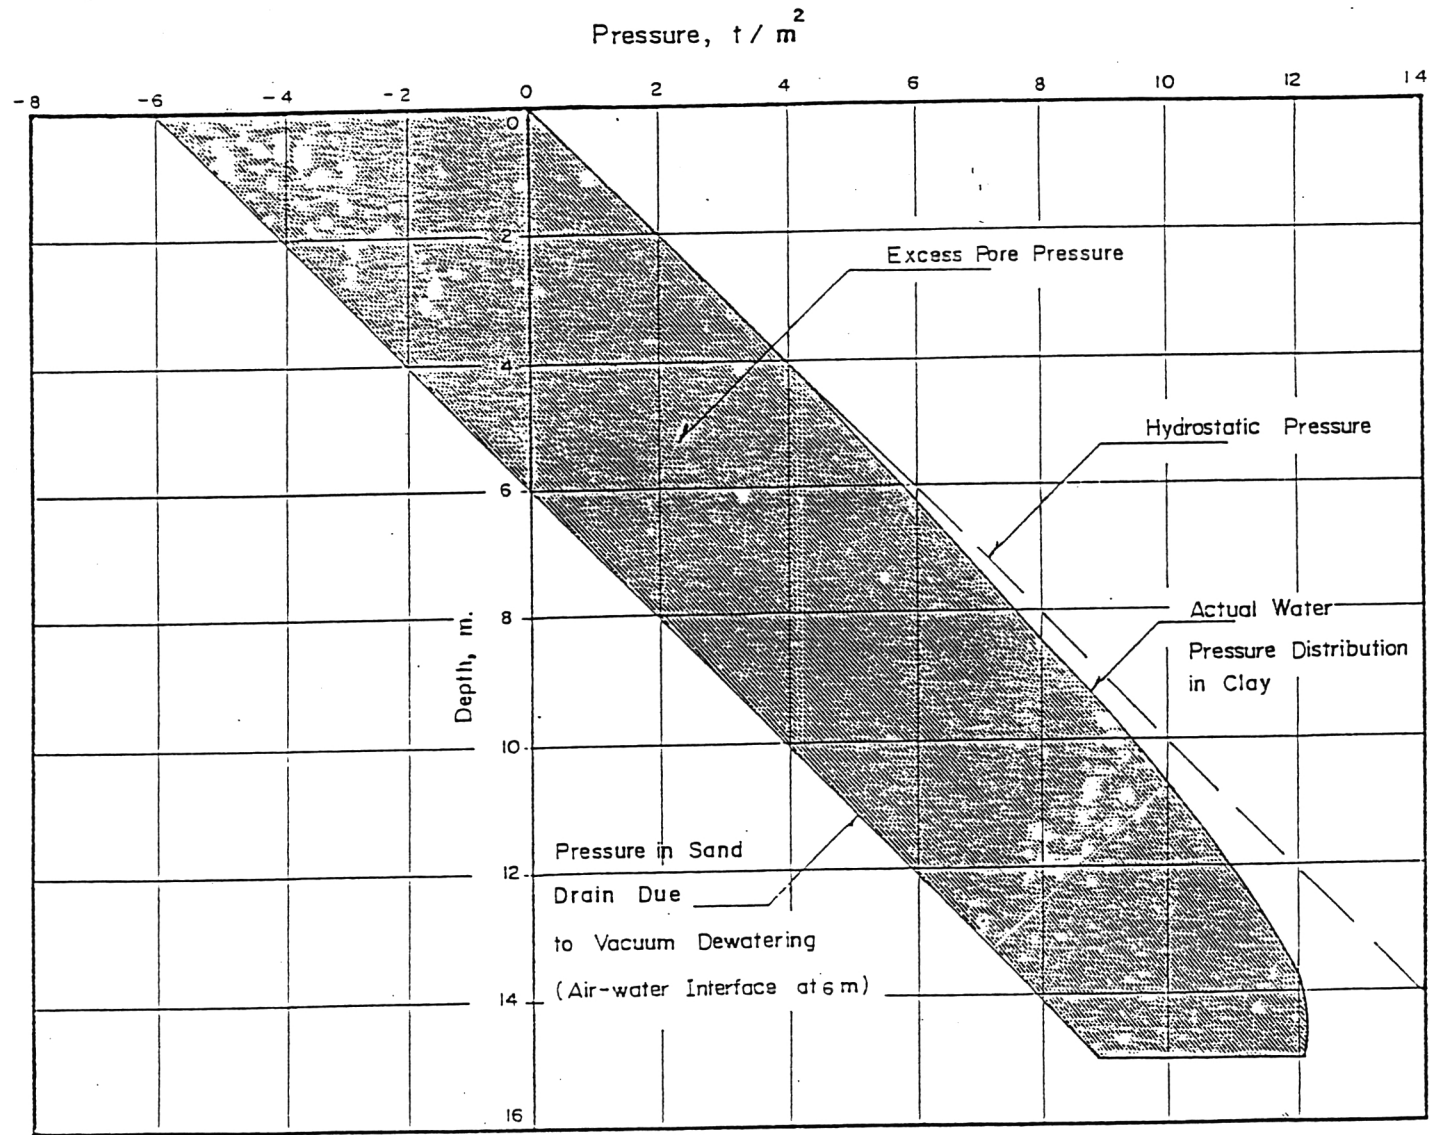 Pressure, t / m²
-8 -6 -4 -2 0 2 4 6 8 10 12 14
0
2
Excess Pore Pressure
4
Hydrostatic Pressure
6
Actual Water
8
Pressure Distribution
in Clay
Depth, m.
10
Pressure in Sand
12
Drain Due
to Vacuum Dewatering
(Air-water Interface at 6 m)
14
16